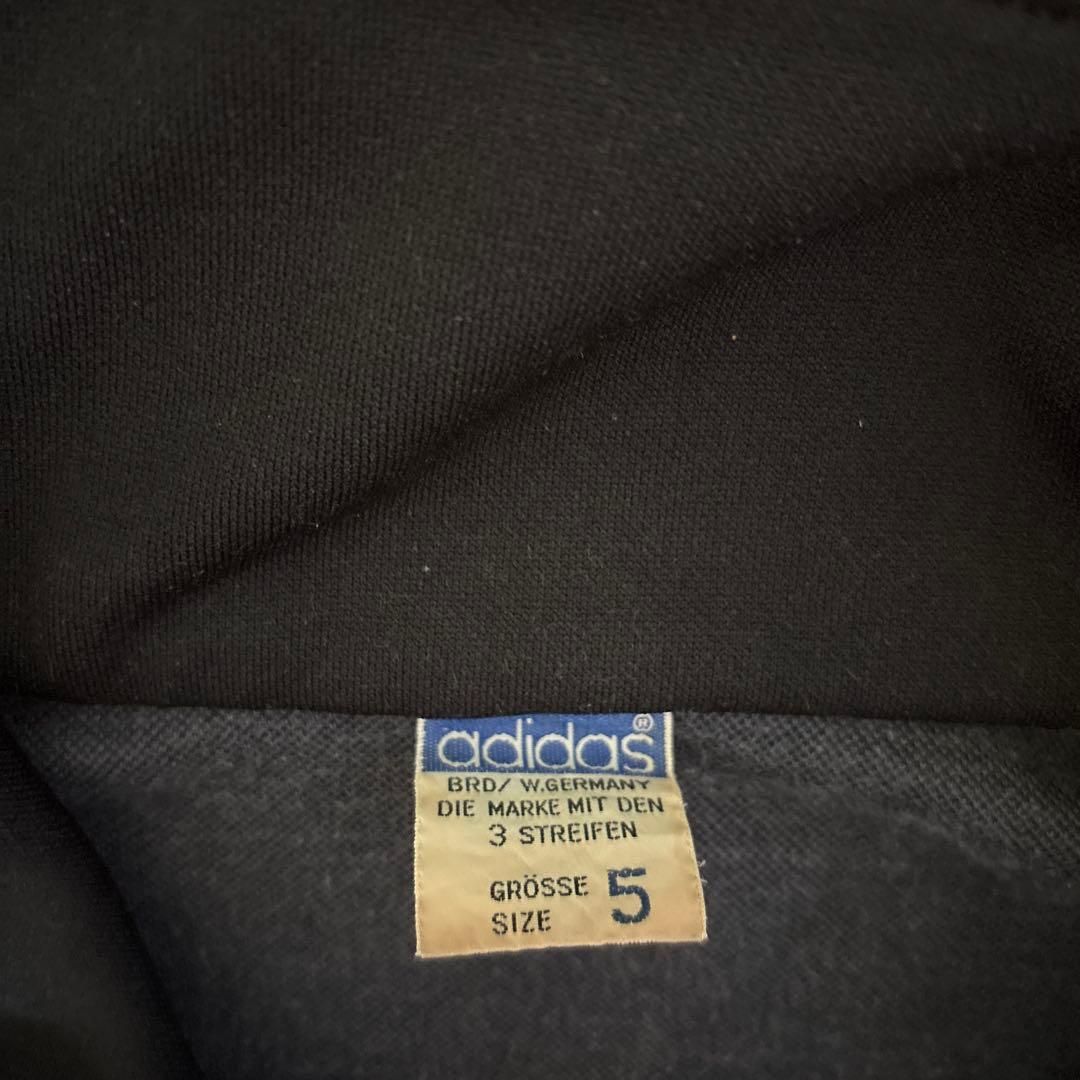 adidas®
BRD/ W.GERMANY
DIE MARKE MIT DEN
3 STREIFEN
GRÖSSE 5
SIZE